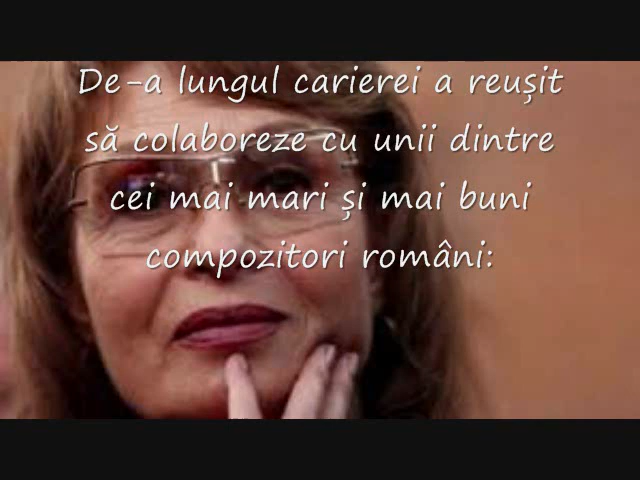 De-a lungul carierei a reușit
să colaboreze cu unii dintre
cei mai mari și mai buni
compozitori români: